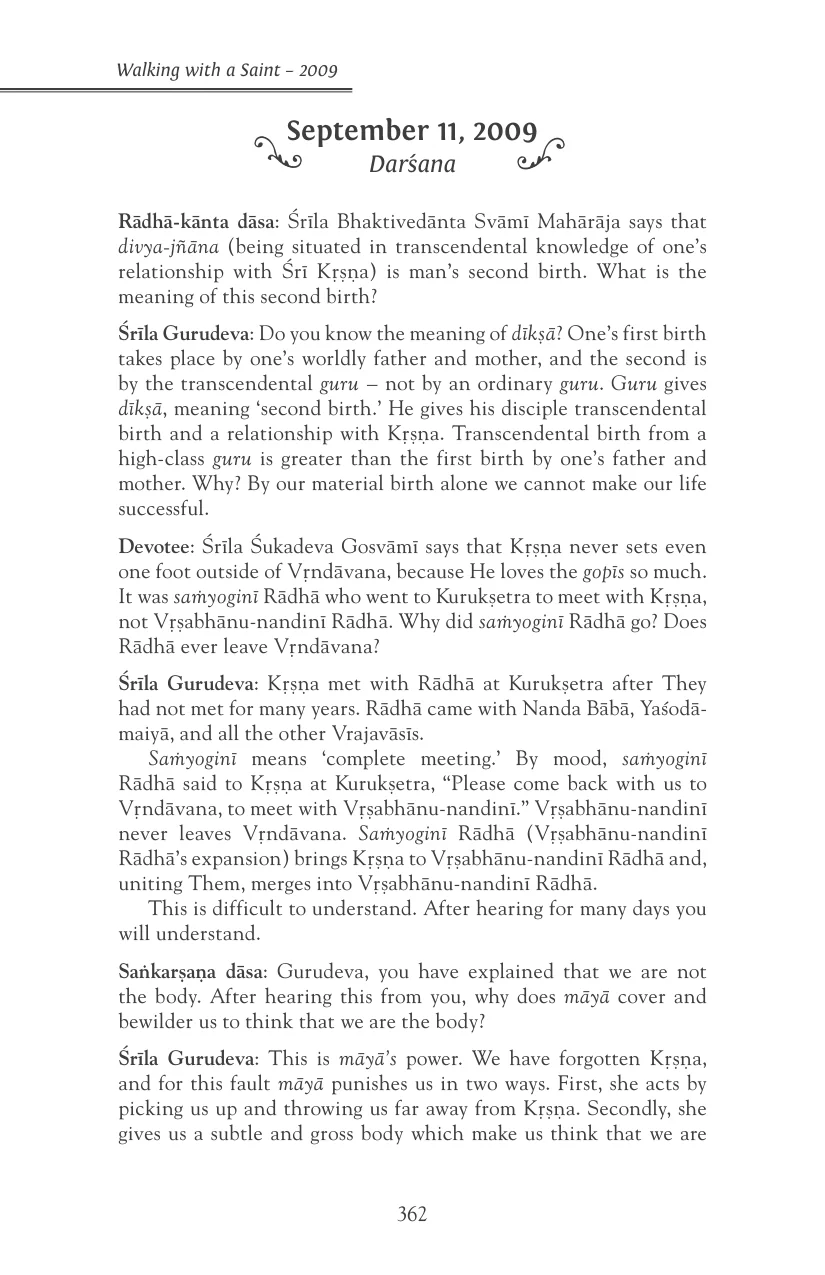 Walking with a Saint – 2009
September 11, 2009
Darśana
Rādhā-kānta dāsa: Śrīla Bhaktivedānta Svāmī Mahārāja says that
divya-jñāna (being situated in transcendental knowledge of one’s
relationship with Śrī Kṛṣṇa) is man’s second birth. What is the
meaning of this second birth?
Śrīla Gurudeva: Do you know the meaning of dīkṣā? One’s first birth
takes place by one’s worldly father and mother, and the second is
by the transcendental guru – not by an ordinary guru. Guru gives
dīkṣā, meaning ‘second birth.’ He gives his disciple transcendental
birth and a relationship with Kṛṣṇa. Transcendental birth from a
high-class guru is greater than the first birth by one’s father and
mother. Why? By our material birth alone we cannot make our life
successful.
Devotee: Śrīla Śukadeva Gosvāmī says that Kṛṣṇa never sets even
one foot outside of Vṛndāvana, because He loves the gopīs so much.
It was saṁyoginī Rādhā who went to Kurukṣetra to meet with Kṛṣṇa,
not Vṛṣabhānu-nandinī Rādhā. Why did saṁyoginī Rādhā go? Does
Rādhā ever leave Vṛndāvana?
Śrīla Gurudeva: Kṛṣṇa met with Rādhā at Kurukṣetra after They
had not met for many years. Rādhā came with Nanda Bābā, Yaśodā-
maiyā, and all the other Vrajavāsīs.
Saṁyoginī means ‘complete meeting.’ By mood, saṁyoginī
Rādhā said to Kṛṣṇa at Kurukṣetra, “Please come back with us to
Vṛndāvana, to meet with Vṛṣabhānu-nandinī.” Vṛṣabhānu-nandinī
never leaves Vṛndāvana. Saṁyoginī Rādhā (Vṛṣabhānu-nandinī
Rādhā’s expansion) brings Kṛṣṇa to Vṛṣabhānu-nandinī Rādhā and,
uniting Them, merges into Vṛṣabhānu-nandinī Rādhā.
This is difficult to understand. After hearing for many days you
will understand.
Saṅkarṣaṇa dāsa: Gurudeva, you have explained that we are not
the body. After hearing this from you, why does māyā cover and
bewilder us to think that we are the body?
Śrīla Gurudeva: This is māyā’s power. We have forgotten Kṛṣṇa,
and for this fault māyā punishes us in two ways. First, she acts by
picking us up and throwing us far away from Kṛṣṇa. Secondly, she
gives us a subtle and gross body which make us think that we are
362